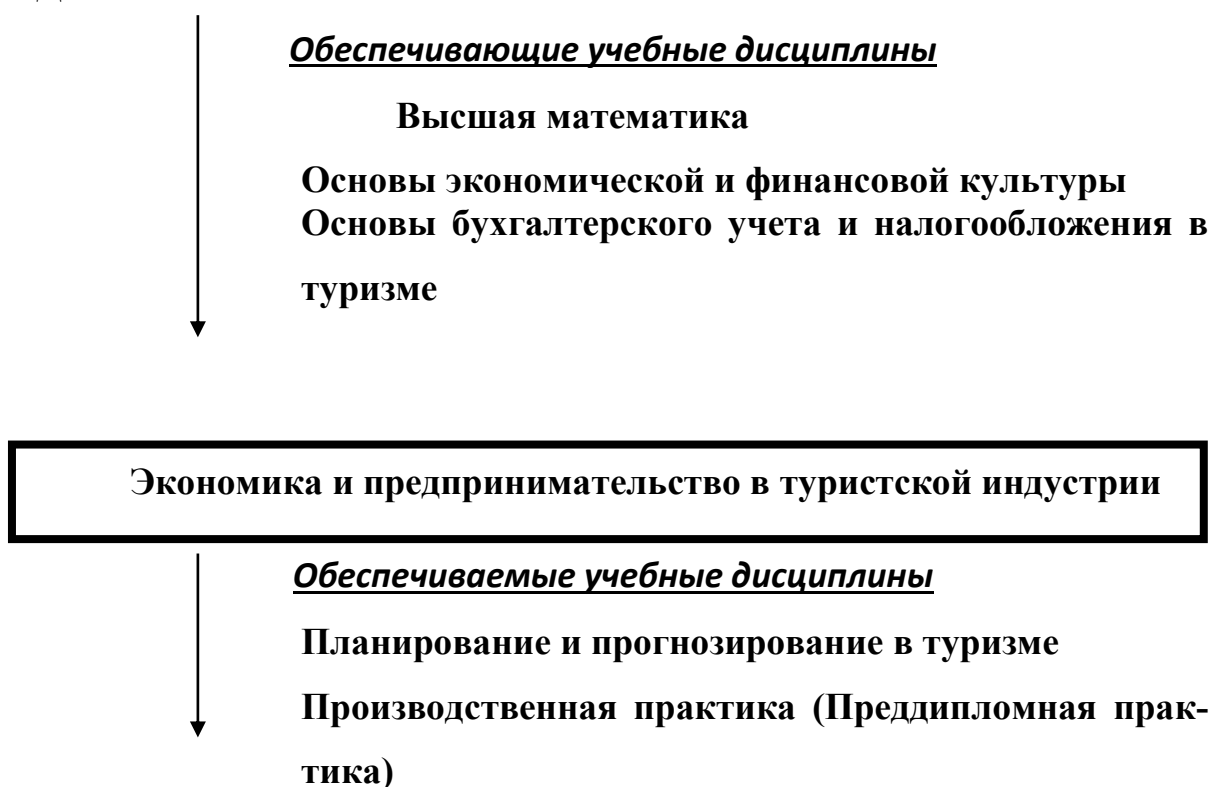 Обеспечивающие учебные дисциплины
Высшая математика
Основы экономической и финансовой культуры
Основы бухгалтерского учета и налогообложения в
туризме
Экономика и предпринимательство в туристской индустрии
Обеспечиваемые учебные дисциплины
Планирование и прогнозирование в туризме
Производственная практика (Преддипломная прак-
тика)